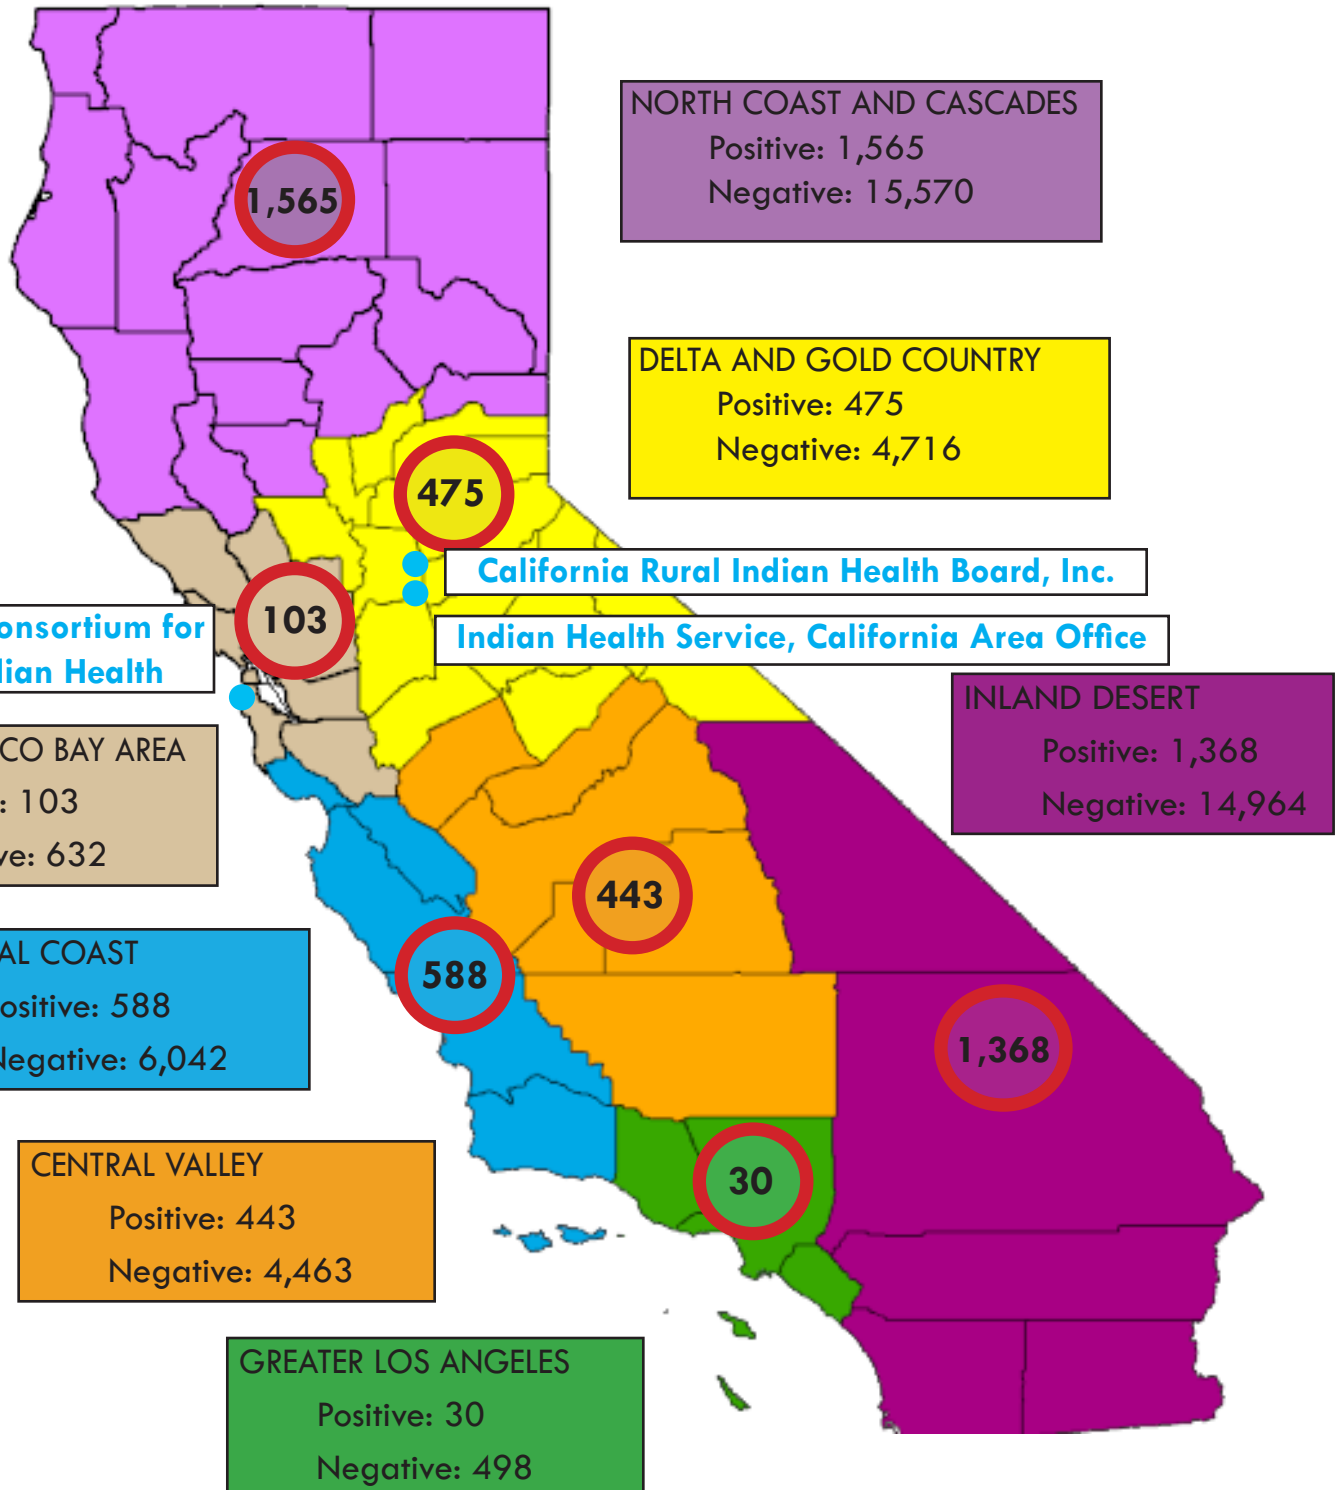 NORTH COAST AND CASCADES
Positive: 1,565
Negative: 15,570
1,565
DELTA AND GOLD COUNTRY
Positive: 475
Negative: 4,716
475
California Rural Indian Health Board, Inc.
103
onsortium for
dian Health
Indian Health Service, California Area Office
INLAND DESERT
Positive: 1,368
Negative: 14,964
CO BAY AREA
: 103
ve: 632
443
AL COAST
ositive: 588
Negative: 6,042
588
1,368
CENTRAL VALLEY
Positive: 443
Negative: 4,463
30
GREATER LOS ANGELES
Positive: 30
Negative: 498